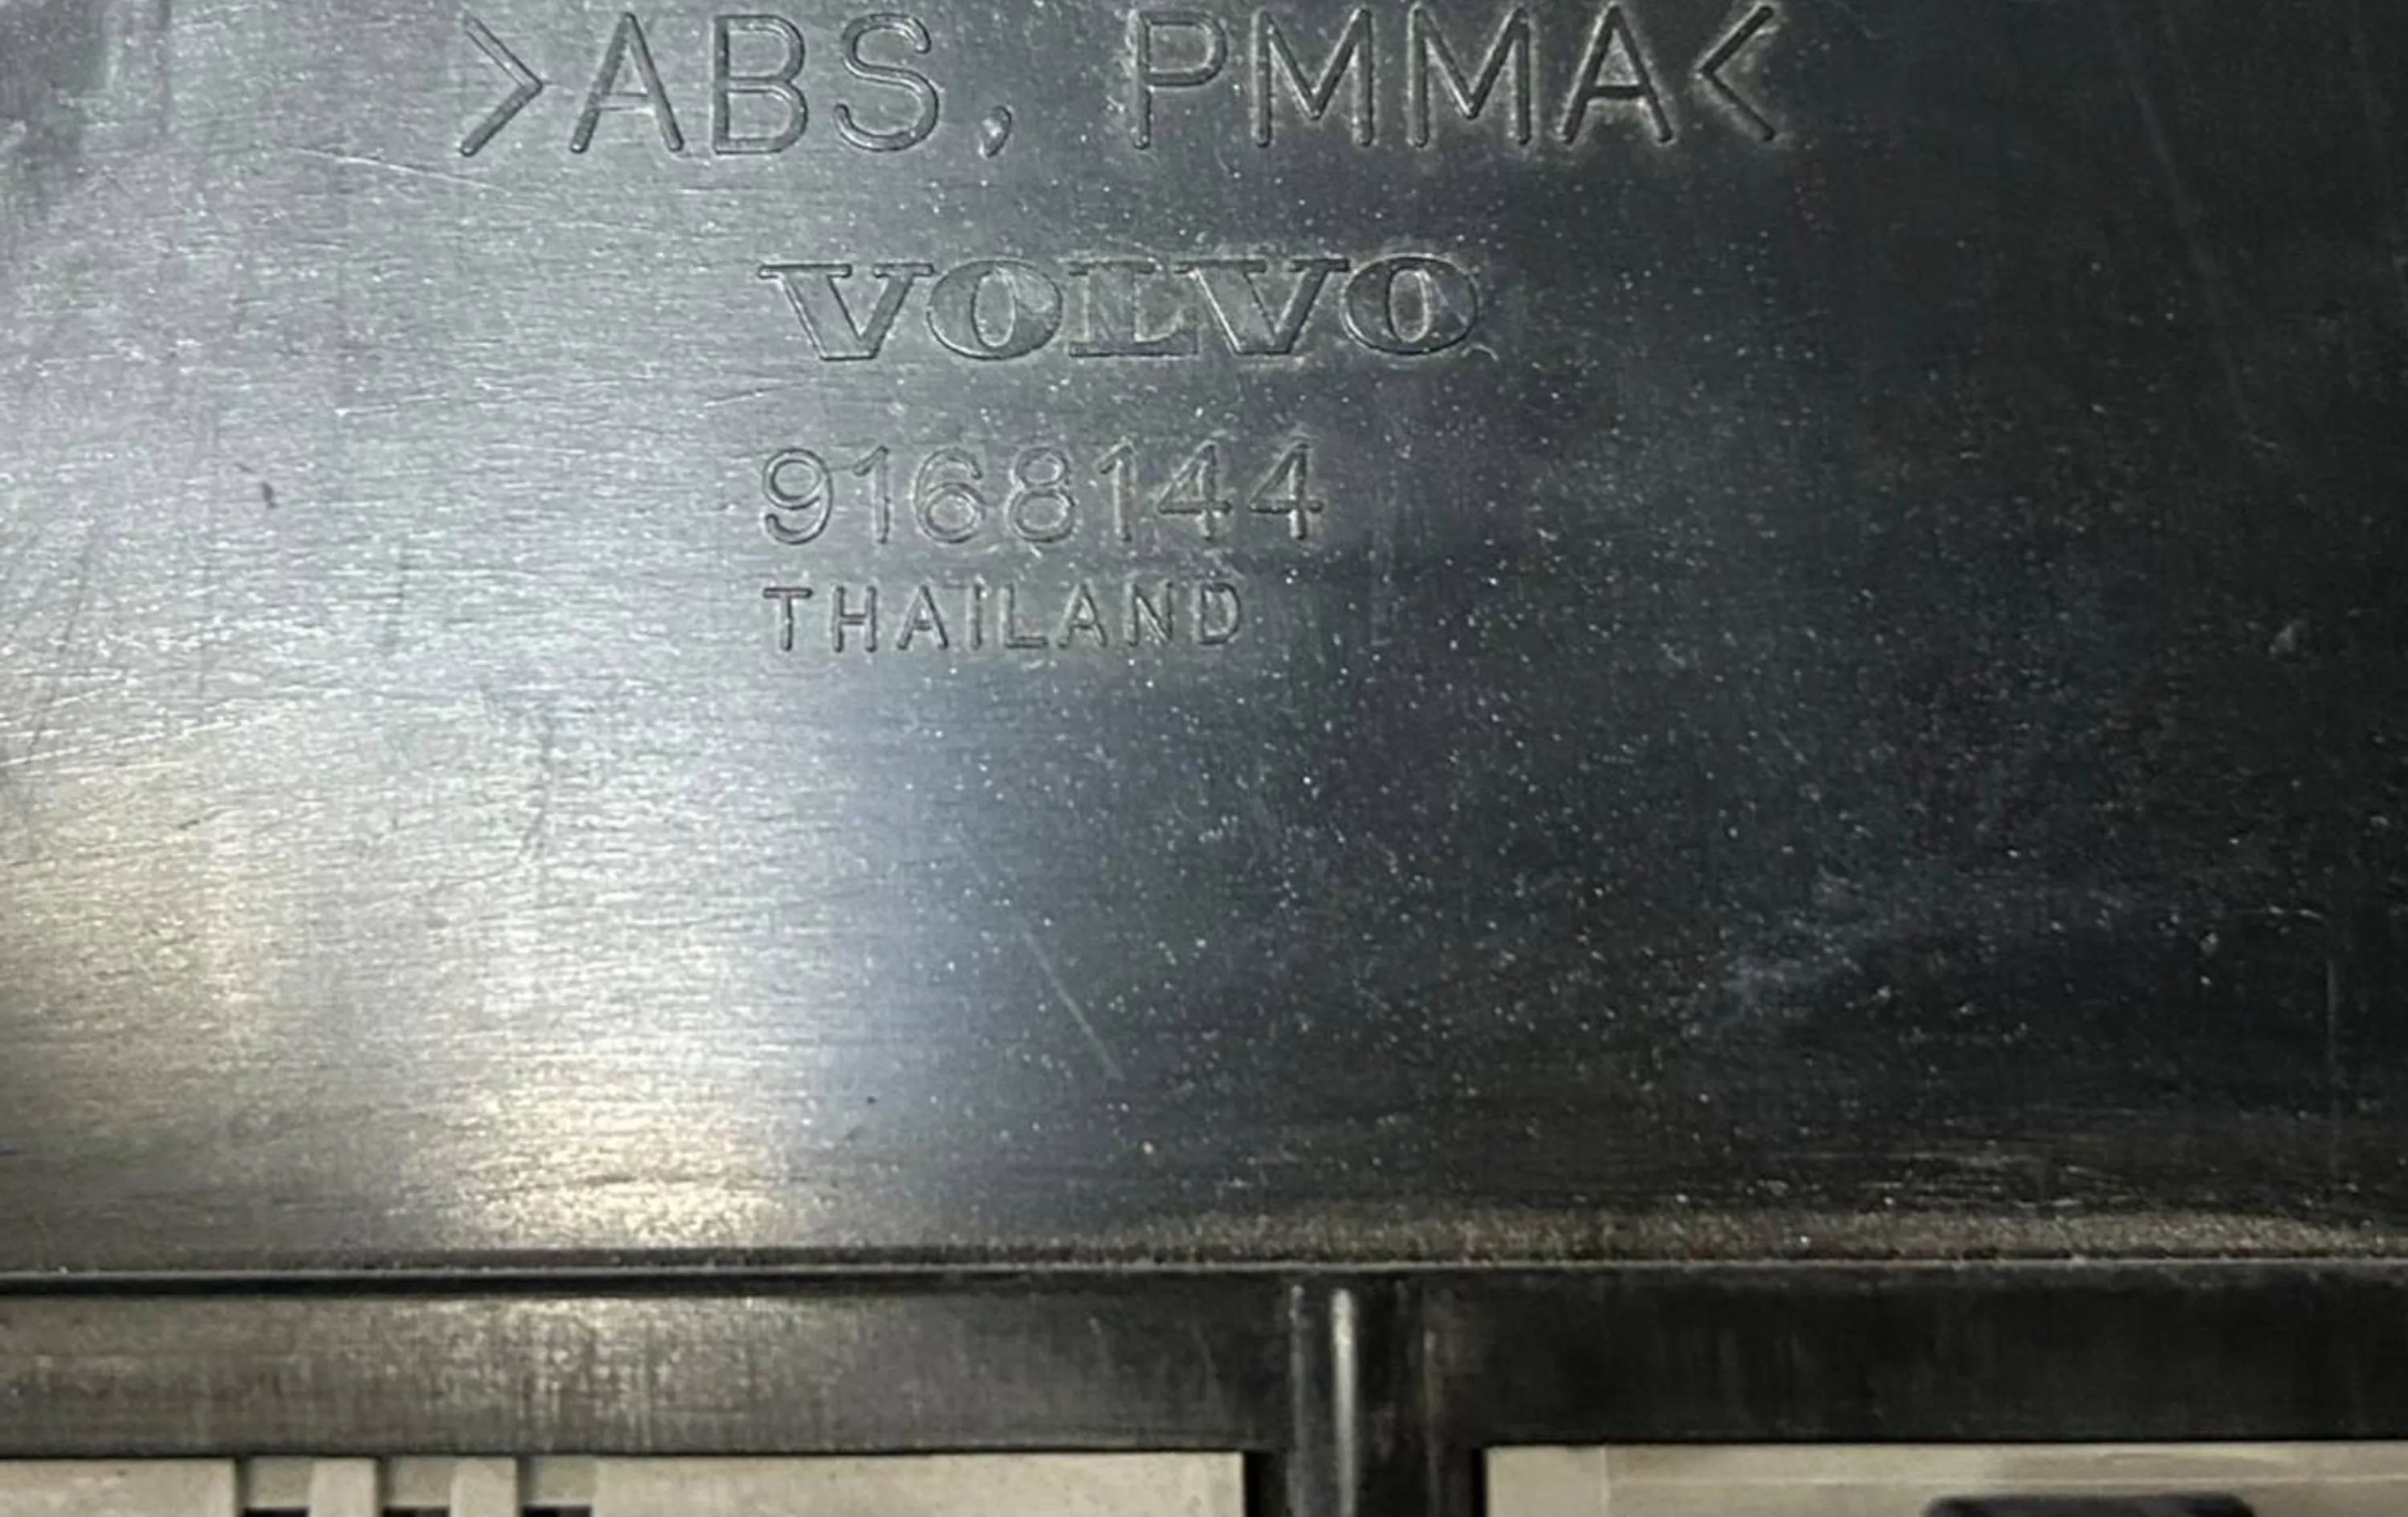 >ABS, PMMA<
VOLVO
9168144
THAILAND